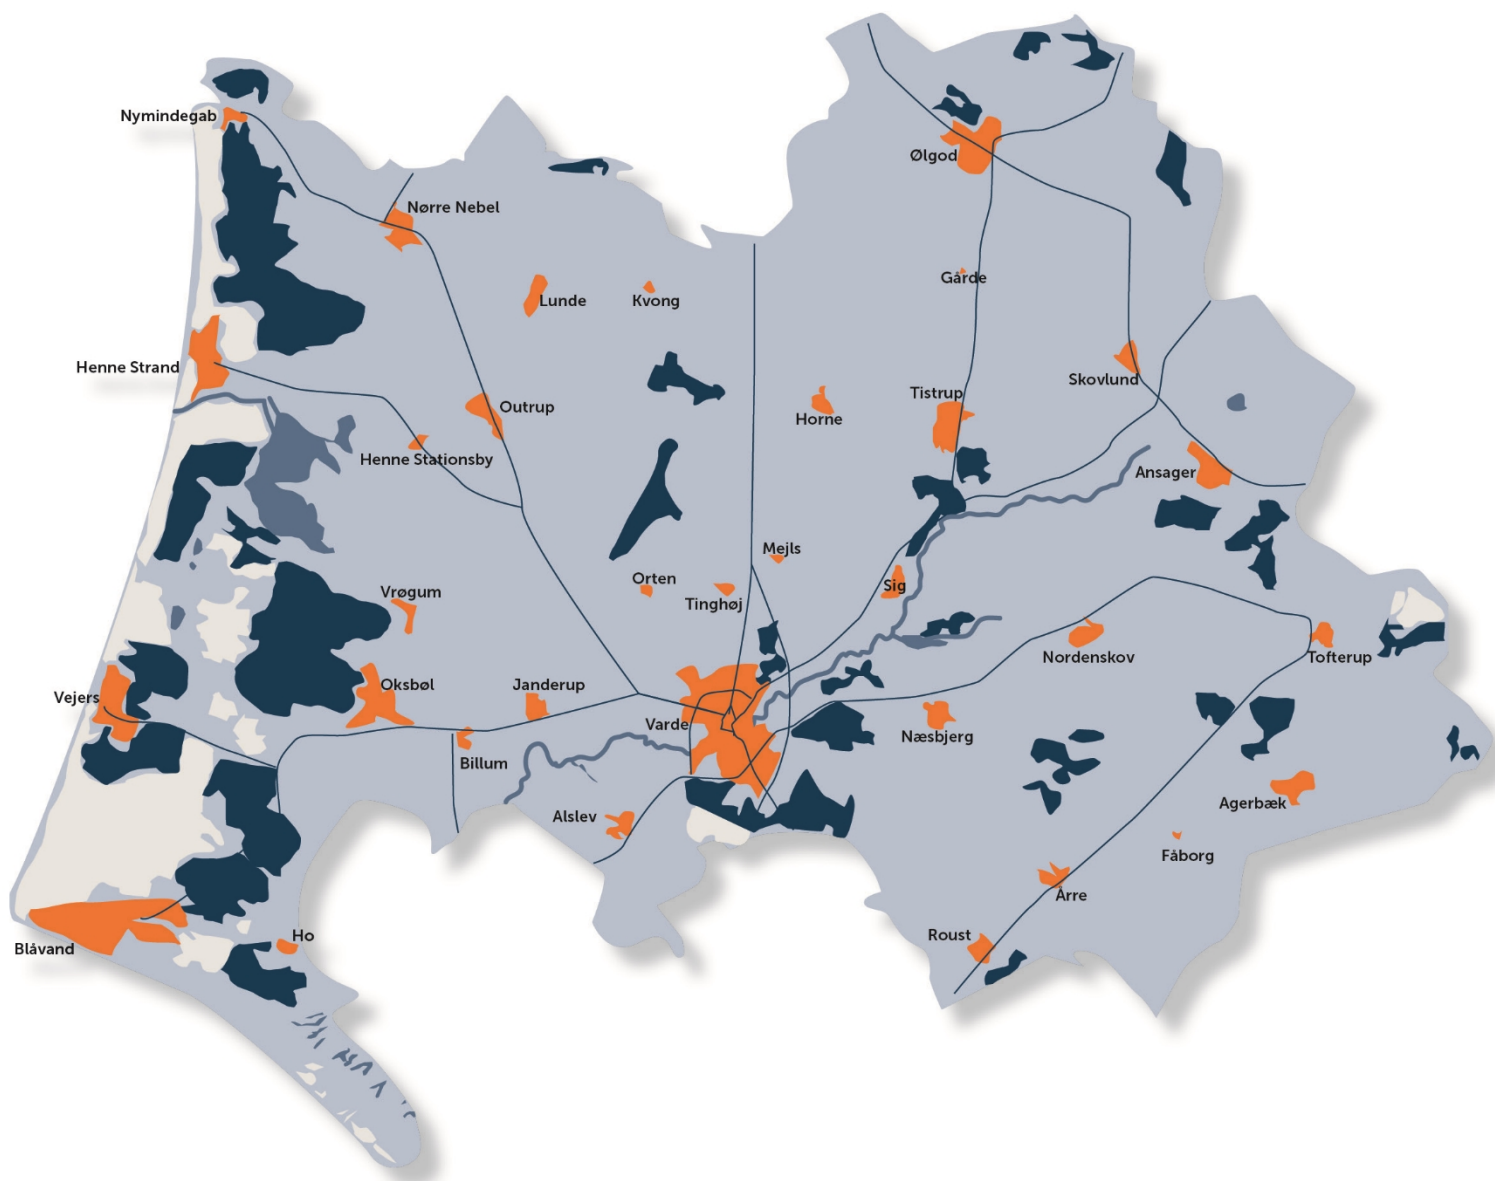 Nymindegab
Ølgod
Nørre Nebel
Gårde
Lunde
Kvong
Henne Strand
Skovlund
Tistrup
Outrup
Horne
Henne Stationsby
Ansager
Mejls
Orten
Tinghøj
Sig
Vrøgum
Nordenskov
Tofterup
Oksbøl
Janderup
Vejers
Varde
Næsbjerg
Billum
Agerbæk
Alslev
Fåborg
Årre
Roust
Ho
Blåvand